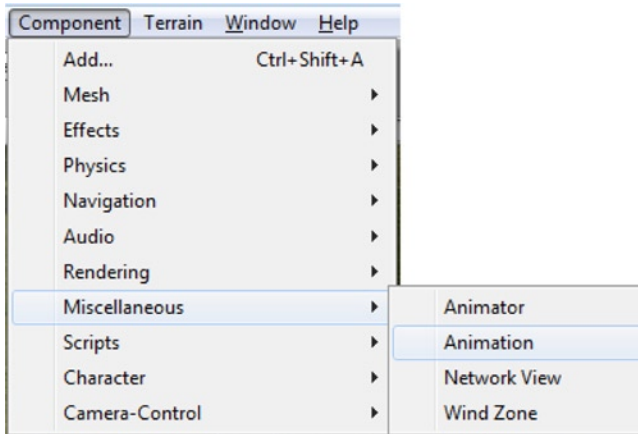 Component Terrain Window Help
Add... Ctrl+Shift+A
Mesh
Effects
Physics
Navigation
Audio
Rendering
Miscellaneous
Scripts
Character
Camera-Control
Animator
Animation
Network View
Wind Zone